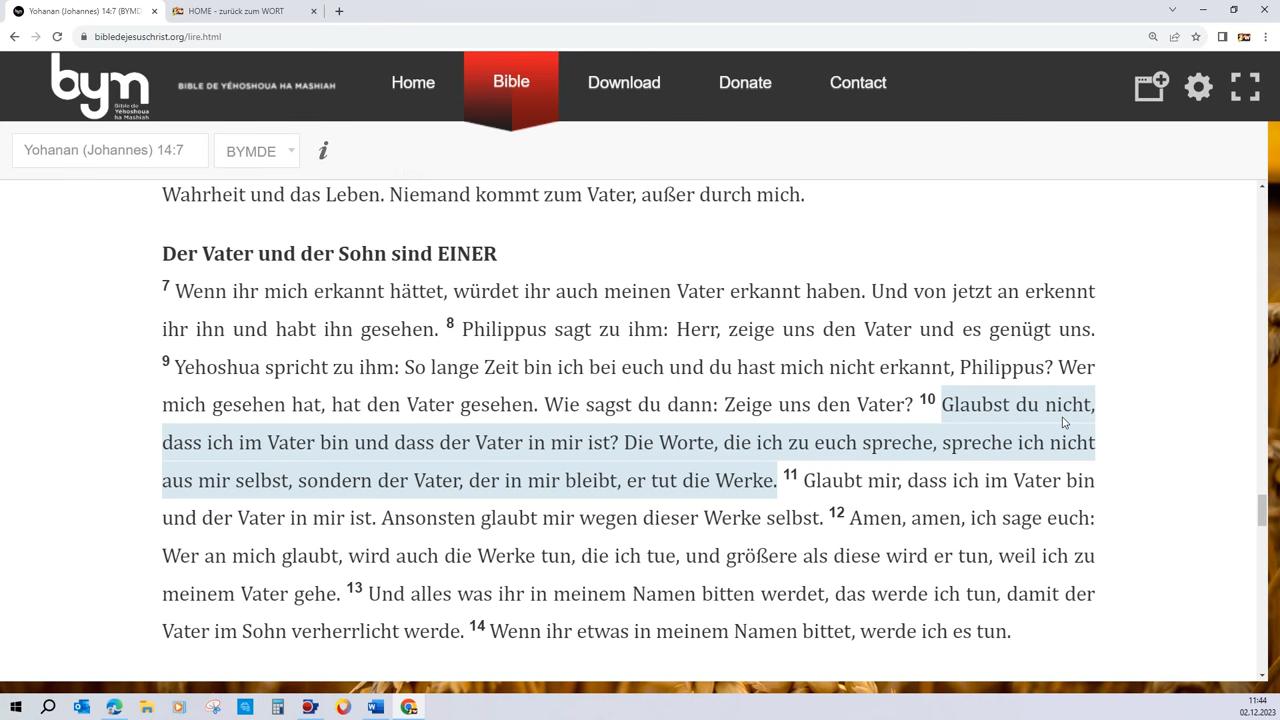 Yohanan (Johannes) 14:7 (BYMD
HOME - zurück zum WORT
bibledejesuschrist.org/lire.html
bym
Bible de
Yéhoshoua
ha Mashiah
BIBLE DE YÉHOSHOUA HA MASHIAH
Home
Bible
Download
Donate
Contact
Yohanan (Johannes) 14:7
BYMDE
i
Wahrheit und das Leben. Niemand kommt zum Vater, außer durch mich.
Der Vater und der Sohn sind EINER
7 Wenn ihr mich erkannt hättet, würdet ihr auch meinen Vater erkannt haben. Und von jetzt an erkennt
ihr ihn und habt ihn gesehen. 8 Philippus sagt zu ihm: Herr, zeige uns den Vater und es genügt uns.
9 Yehoshua spricht zu ihm: So lange Zeit bin ich bei euch und du hast mich nicht erkannt, Philippus? Wer
mich gesehen hat, hat den Vater gesehen. Wie sagst du dann: Zeige uns den Vater? 10 Glaubst du nicht,
dass ich im Vater bin und dass der Vater in mir ist? Die Worte, die ich zu euch spreche, spreche ich nicht
aus mir selbst, sondern der Vater, der in mir bleibt, er tut die Werke. 11 Glaubt mir, dass ich im Vater bin
und der Vater in mir ist. Ansonsten glaubt mir wegen dieser Werke selbst. 12 Amen, amen, ich sage euch:
Wer an mich glaubt, wird auch die Werke tun, die ich tue, und größere als diese wird er tun, weil ich zu
meinem Vater gehe. 13 Und alles was ihr in meinem Namen bitten werdet, das werde ich tun, damit der
Vater im Sohn verherrlicht werde. 14 Wenn ihr etwas in meinem Namen bittet, werde ich es tun.
11:44
02.12.2023